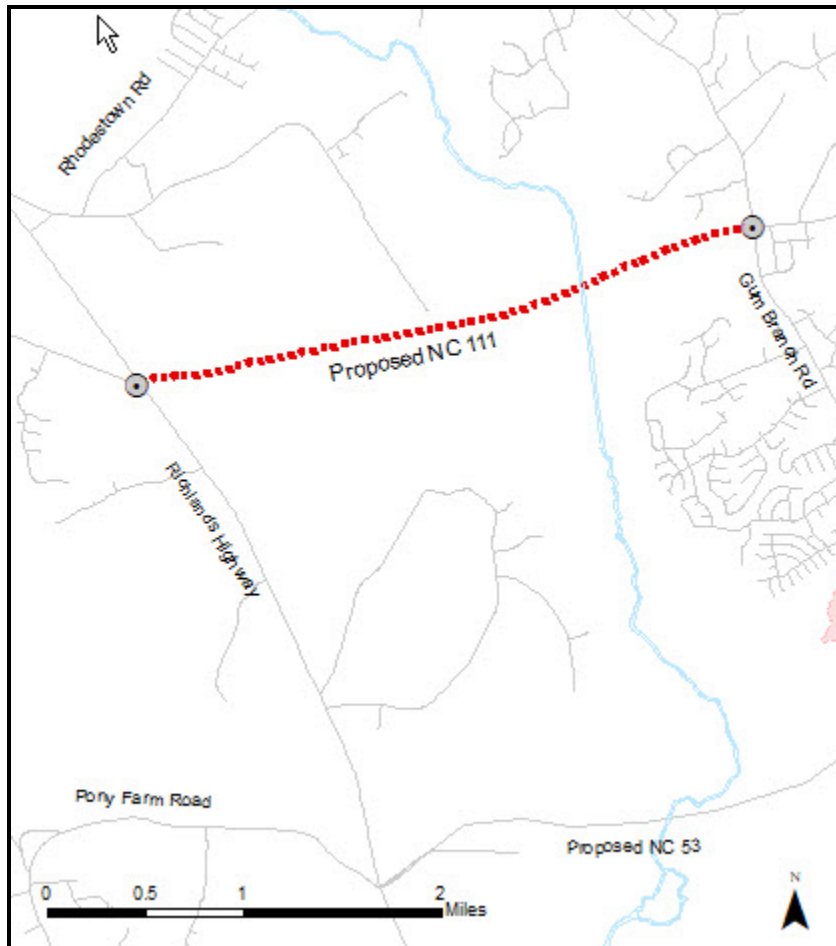 Rhodestown Rd
Gum Branch Rd
Proposed NC 111
Richlands Highway
Pony Farm Road
Proposed NC 53
N
0 0.5 1 2
Miles